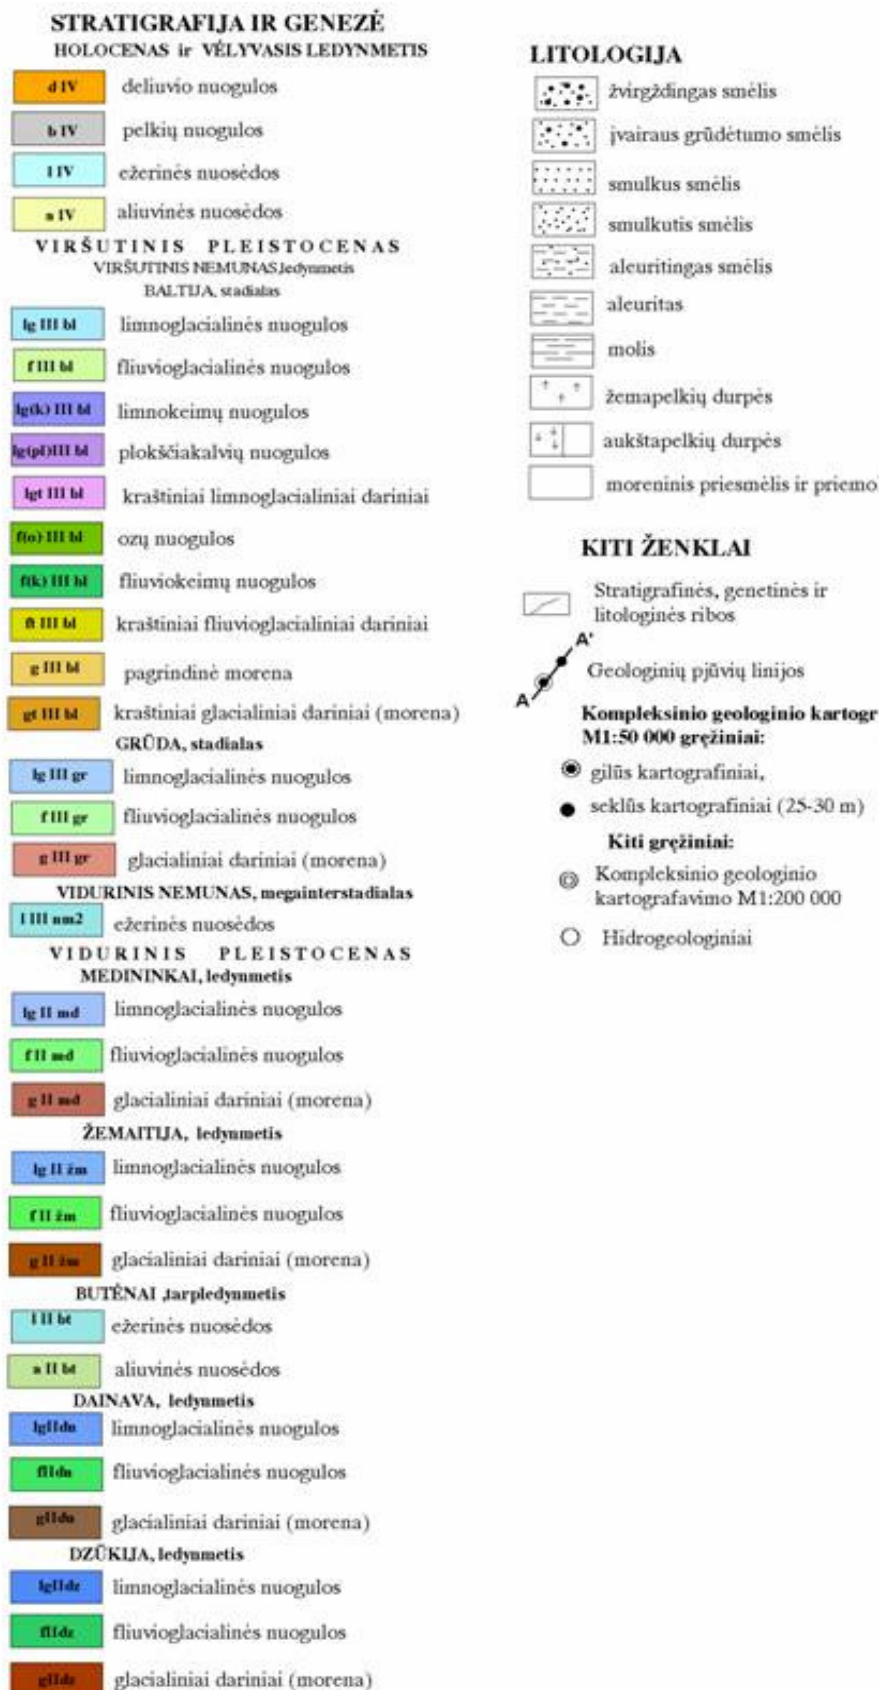 STRATIGRAFIJA IR GENEZĖ
HOLOCENAS ir VĖLYVASIS LEDYNMETIS
d IV deliuvio nuogulos
b IV pelkių nuogulos
l IV ežerinės nuosėdos
a IV aliuvinės nuosėdos
VIRŠUTINIS PLEISTOCENAS
VIRŠUTINIS NEMUNAS,ledynmetis
BALTIJA, stadialas
lg III bl limnoglacialinės nuogulos
f III bl fliuvioglacialinės nuogulos
lg(k) III bl limnokeimų nuogulos
lg(pl)III bl plokščiakalvių nuogulos
lgt III bl kraštiniai limnoglacialiniai dariniai
f(o) III bl ozų nuogulos
f(k) III bl fliuviokeimų nuogulos
ft III bl kraštiniai fliuvioglacialiniai dariniai
g III bl pagrindinė morena
gt III bl kraštiniai glacialiniai dariniai (morena)
GRŪDA, stadialas
lg III gr limnoglacialinės nuogulos
f III gr fliuvioglacialinės nuogulos
g III gr glacialiniai dariniai (morena)
VIDURINIS NEMUNAS, megainterstadialas
l III nm2 ežerinės nuosėdos
VIDURINIS PLEISTOCENAS
MEDININKAI, ledynmetis
lg II md limnoglacialinės nuogulos
f II md fliuvioglacialinės nuogulos
g II md glacialiniai dariniai (morena)
ŽEMAITIJA, ledynmetis
lg II žm limnoglacialinės nuogulos
f II žm fliuvioglacialinės nuogulos
g II žm glacialiniai dariniai (morena)
BUTĖNAI ,tarpledynmetis
l II bt ežerinės nuosėdos
a II bt aliuvinės nuosėdos
DAINAVA, ledynmetis
lgIIdn limnoglacialinės nuogulos
fIIdn fliuvioglacialinės nuogulos
gIIdn glacialiniai dariniai (morena)
DZŪKIJA, ledynmetis
lgIIdz limnoglacialinės nuogulos
fIIdz fliuvioglacialinės nuogulos
gIIdz glacialiniai dariniai (morena)
LITOLOGIJA
žvirgždingas smėlis
įvairaus grūdėtumo smėlis
smulkus smėlis
smulkutis smėlis
aleuritingas smėlis
aleuritas
molis
žemapelkių durpės
aukštapelkių durpės
moreninis priesmėlis ir priemo
KITI ŽENKLAI
Stratigrafinės, genetinės ir
litologinės ribos
A'
Geologinių pjūvių linijos
A
Kompleksinio geologinio kartogr
M1:50 000 gręžiniai:
gilūs kartografiniai,
seklūs kartografiniai (25-30 m)
Kiti gręžiniai:
Kompleksinio geologinio
kartografavimo M1:200 000
Hidrogeologiniai